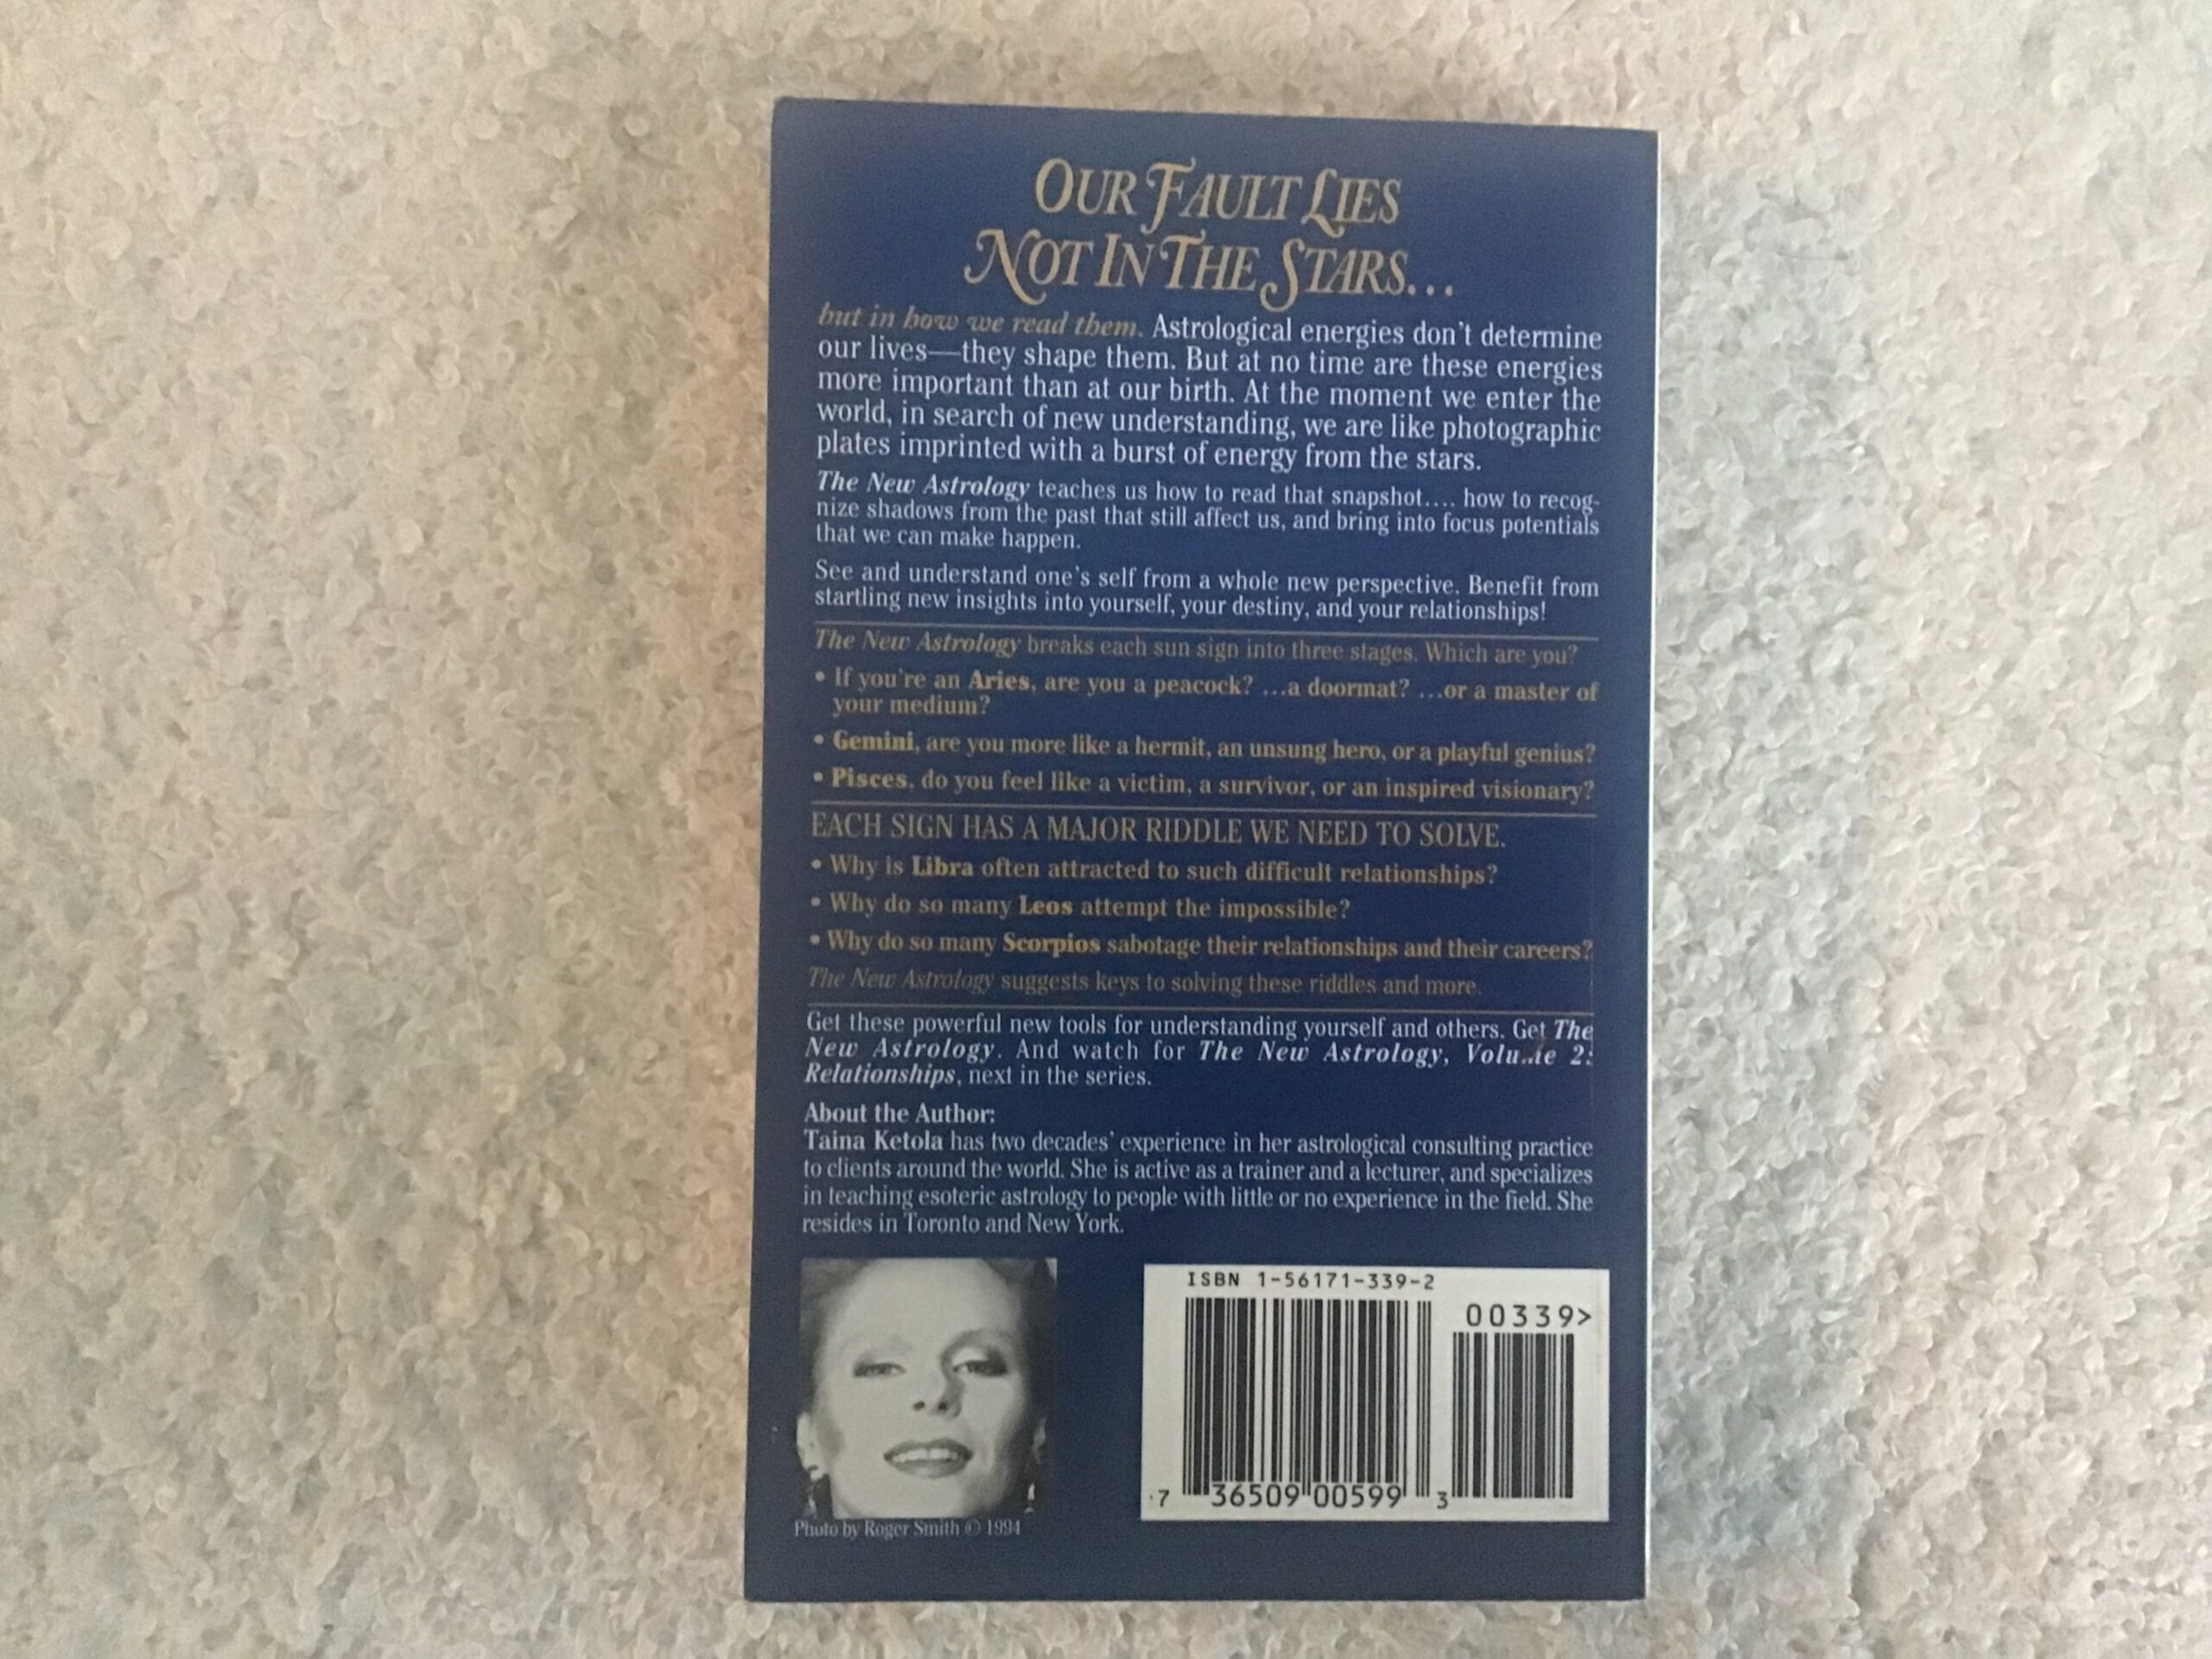 OUR FAULT LIES
NOT IN THE STARS...
but in how we read them. Astrological energies don't determine
our lives—they shape them. But at no time are these energies
more important than at our birth. At the moment we enter the
world, in search of new understanding, we are like photographic
plates imprinted with a burst of energy from the stars.
The New Astrology teaches us how to read that snapshot.... how to recog-
nize shadows from the past that still affect us, and bring into focus potentials
that we can make happen.
See and understand one's self from a whole new perspective. Benefit from
startling new insights into yourself, your destiny, and your relationships!
The New Astrology breaks each sun sign into three stages. Which are you?
• If you're an Aries, are you a peacock? ...a doormat? ...or a master of
your medium?
• Gemini, are you more like a hermit, an unsung hero, or a playful genius?
• Pisces, do you feel like a victim, a survivor, or an inspired visionary?
EACH SIGN HAS A MAJOR RIDDLE WE NEED TO SOLVE.
• Why is Libra often attracted to such difficult relationships?
• Why do so many Leos attempt the impossible?
• Why do so many Scorpios sabotage their relationships and their careers?
The New Astrology suggests keys to solving these riddles and more.
Get these powerful new tools for understanding yourself and others. Get The
New Astrology. And watch for The New Astrology, Volume 2:
Relationships, next in the series.
About the Author:
Taina Ketola has two decades' experience in her astrological consulting practice
to clients around the world. She is active as a trainer and a lecturer, and specializes
in teaching esoteric astrology to people with little or no experience in the field. She
resides in Toronto and New York.
Photo by Roger Smith © 1994
ISBN 1-56171-339-2
00339>
7 36509 00599 3